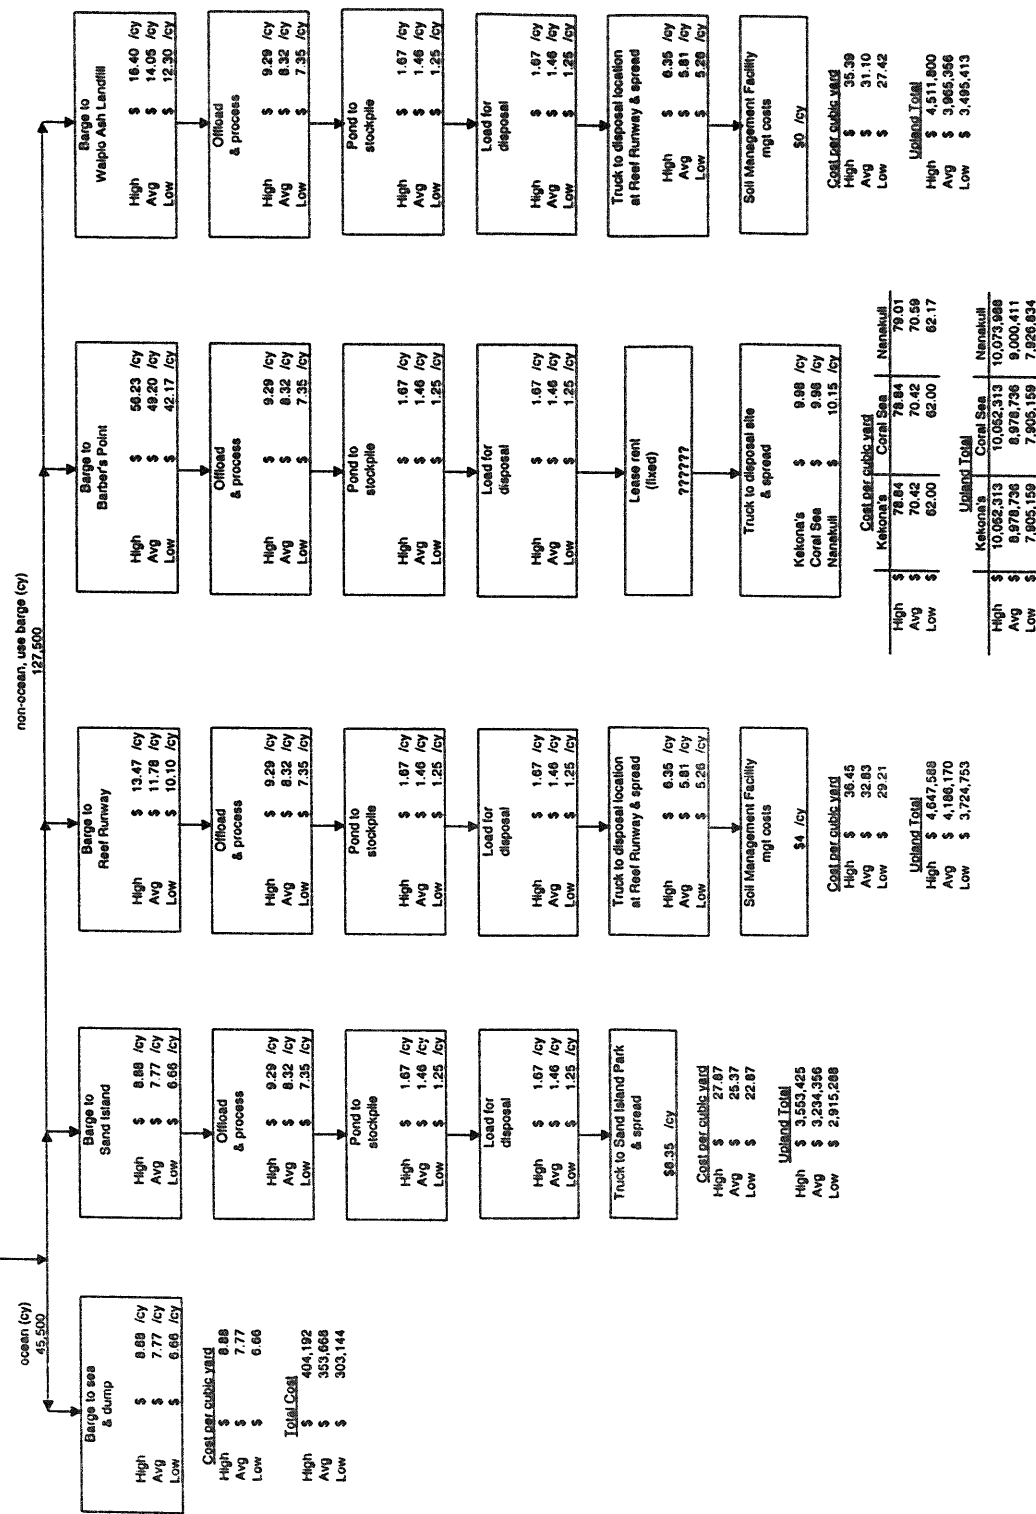 ocean (cy)
45,500
non-ocean, use barge (cy)
127,500
Barge to sea
& dump
High $ 8.88 /cy
Avg $ 7.77 /cy
Low $ 6.66 /cy
Cost per cubic yard
High $ 8.88
Avg $ 7.77
Low $ 6.66
Total Cost
High $ 404,192
Avg $ 353,668
Low $ 303,144
Barge to
Sand Island
High $ 8.88 /cy
Avg $ 7.77 /cy
Low $ 6.66 /cy
Offload
& process
High $ 9.29 /cy
Avg $ 8.32 /cy
Low $ 7.35 /cy
Pond to
stockpile
High $ 1.67 /cy
Avg $ 1.46 /cy
Low $ 1.25 /cy
Load for
disposal
High $ 1.67 /cy
Avg $ 1.46 /cy
Low $ 1.25 /cy
Truck to Sand Island Park
& spread
$6.35 /cy
Cost per cubic yard
High $ 27.87
Avg $ 25.37
Low $ 22.87
Upland Total
High $ 3,553,425
Avg $ 3,234,356
Low $ 2,915,288
Barge to
Reef Runway
High $ 13.47 /cy
Avg $ 11.78 /cy
Low $ 10.10 /cy
Offload
& process
High $ 9.29 /cy
Avg $ 8.32 /cy
Low $ 7.35 /cy
Pond to
stockpile
High $ 1.67 /cy
Avg $ 1.46 /cy
Low $ 1.25 /cy
Load for
disposal
High $ 1.67 /cy
Avg $ 1.46 /cy
Low $ 1.25 /cy
Truck to disposal location
at Reef Runway & spread
High $ 6.35 /cy
Avg $ 5.81 /cy
Low $ 5.26 /cy
Soil Management Facility
mgt costs
$4 /cy
Cost per cubic yard
High $ 36.45
Avg $ 32.83
Low $ 29.21
Upland Total
High $ 4,647,588
Avg $ 4,186,170
Low $ 3,724,753
Barge to
Barber's Point
High $ 56.23 /cy
Avg $ 49.20 /cy
Low $ 42.17 /cy
Offload
& process
High $ 9.29 /cy
Avg $ 8.32 /cy
Low $ 7.35 /cy
Pond to
stockpile
High $ 1.67 /cy
Avg $ 1.46 /cy
Low $ 1.25 /cy
Load for
disposal
High $ 1.67 /cy
Avg $ 1.46 /cy
Low $ 1.25 /cy
Lease rent
(fixed)
??????
Truck to disposal site
& spread
Kekona's $ 9.98 /cy
Coral Sea $ 9.98 /cy
Nanakuli $ 10.15 /cy
Cost per cubic yard
Kekona's Coral Sea Nanakuli
High $ 78.84 78.84 79.01
Avg $ 70.42 70.42 70.59
Low $ 62.00 62.00 62.17
Upland Total
Kekona's Coral Sea Nanakuli
High $ 10,052,313 10,052,313 10,073,988
Avg $ 8,978,736 8,978,736 9,000,411
Low $ 7,905,159 7,905,159 7,926,834
Barge to
Waipio Ash Landfill
High $ 16.40 /cy
Avg $ 14.05 /cy
Low $ 12.30 /cy
Offload
& process
High $ 9.29 /cy
Avg $ 8.32 /cy
Low $ 7.35 /cy
Pond to
stockpile
High $ 1.67 /cy
Avg $ 1.46 /cy
Low $ 1.25 /cy
Load for
disposal
High $ 1.67 /cy
Avg $ 1.46 /cy
Low $ 1.25 /cy
Truck to disposal location
at Reef Runway & spread
High $ 6.35 /cy
Avg $ 5.81 /cy
Low $ 5.26 /cy
Soil Management Facility
mgt costs
$0 /cy
Cost per cubic yard
High $ 35.39
Avg $ 31.10
Low $ 27.42
Upland Total
High $ 4,511,800
Avg $ 3,965,356
Low $ 3,495,413